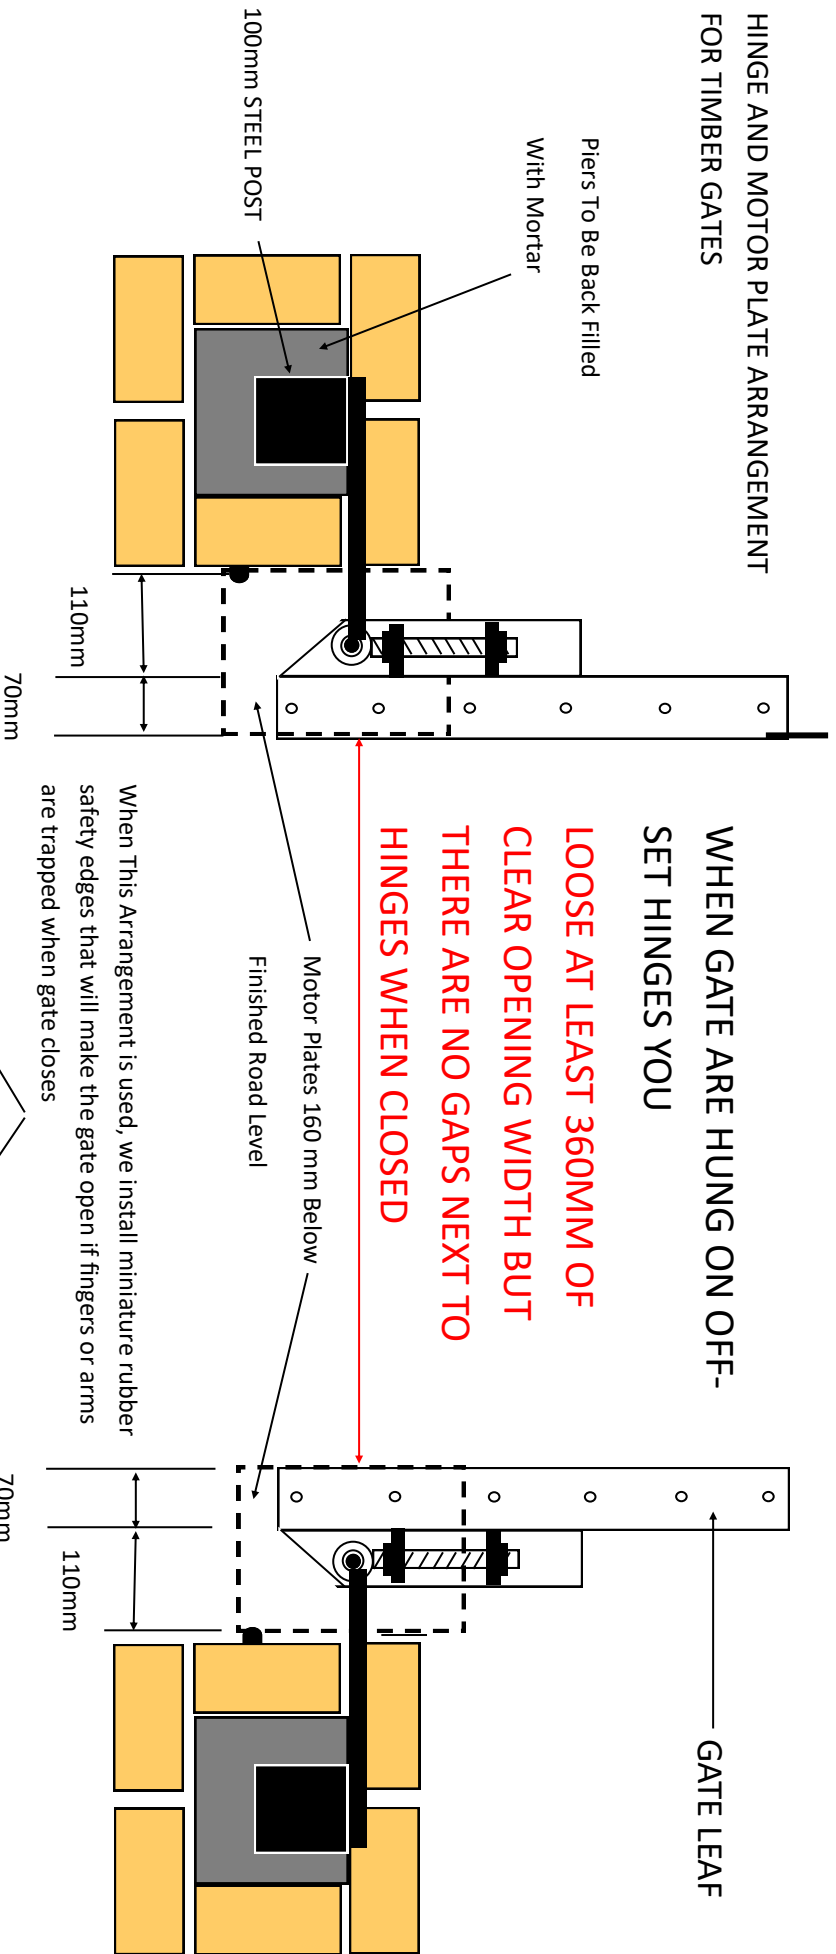 HINGE AND MOTOR PLATE ARRANGEMENT
FOR TIMBER GATES
Piers To Be Back Filled
With Mortar
100mm STEEL POST
WHEN GATE ARE HUNG ON OFF-
SET HINGES YOU
LOOSE AT LEAST 360MM OF
CLEAR OPENING WIDTH BUT
THERE ARE NO GAPS NEXT TO
HINGES WHEN CLOSED
GATE LEAF
Motor Plates 160 mm Below
Finished Road Level
110mm
70mm
When This Arrangement is used, we install miniature rubber
safety edges that will make the gate open if fingers or arms
are trapped when gate closes
70mm
110mm